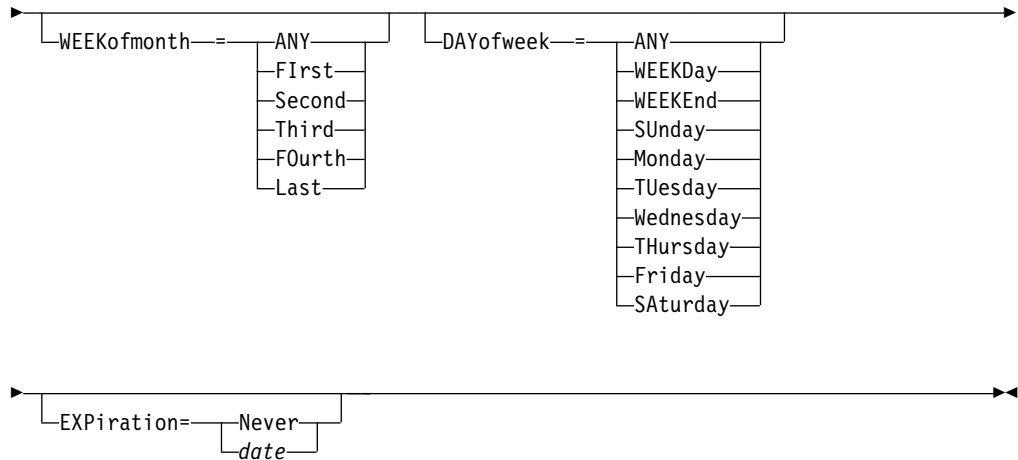 WEEKofmonth = ANY DAYofweek = ANY
FIrst WEEKDay
Second WEEKEnd
Third SUnday
FOurth Monday
Last TUesday
Wednesday
THursday
Friday
SAturday
EXPiration= Never
date